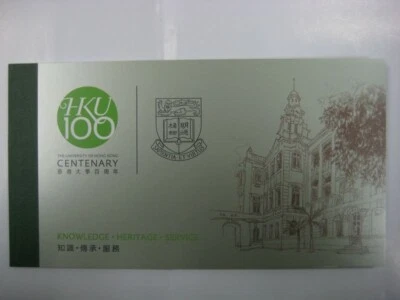 HKU
100
THE UNIVERSITY OF HONG KONG
CENTENARY
香港大學百周年
KNOWLEDGE · HERITAGE · SERVICE
知識・傳承・服務